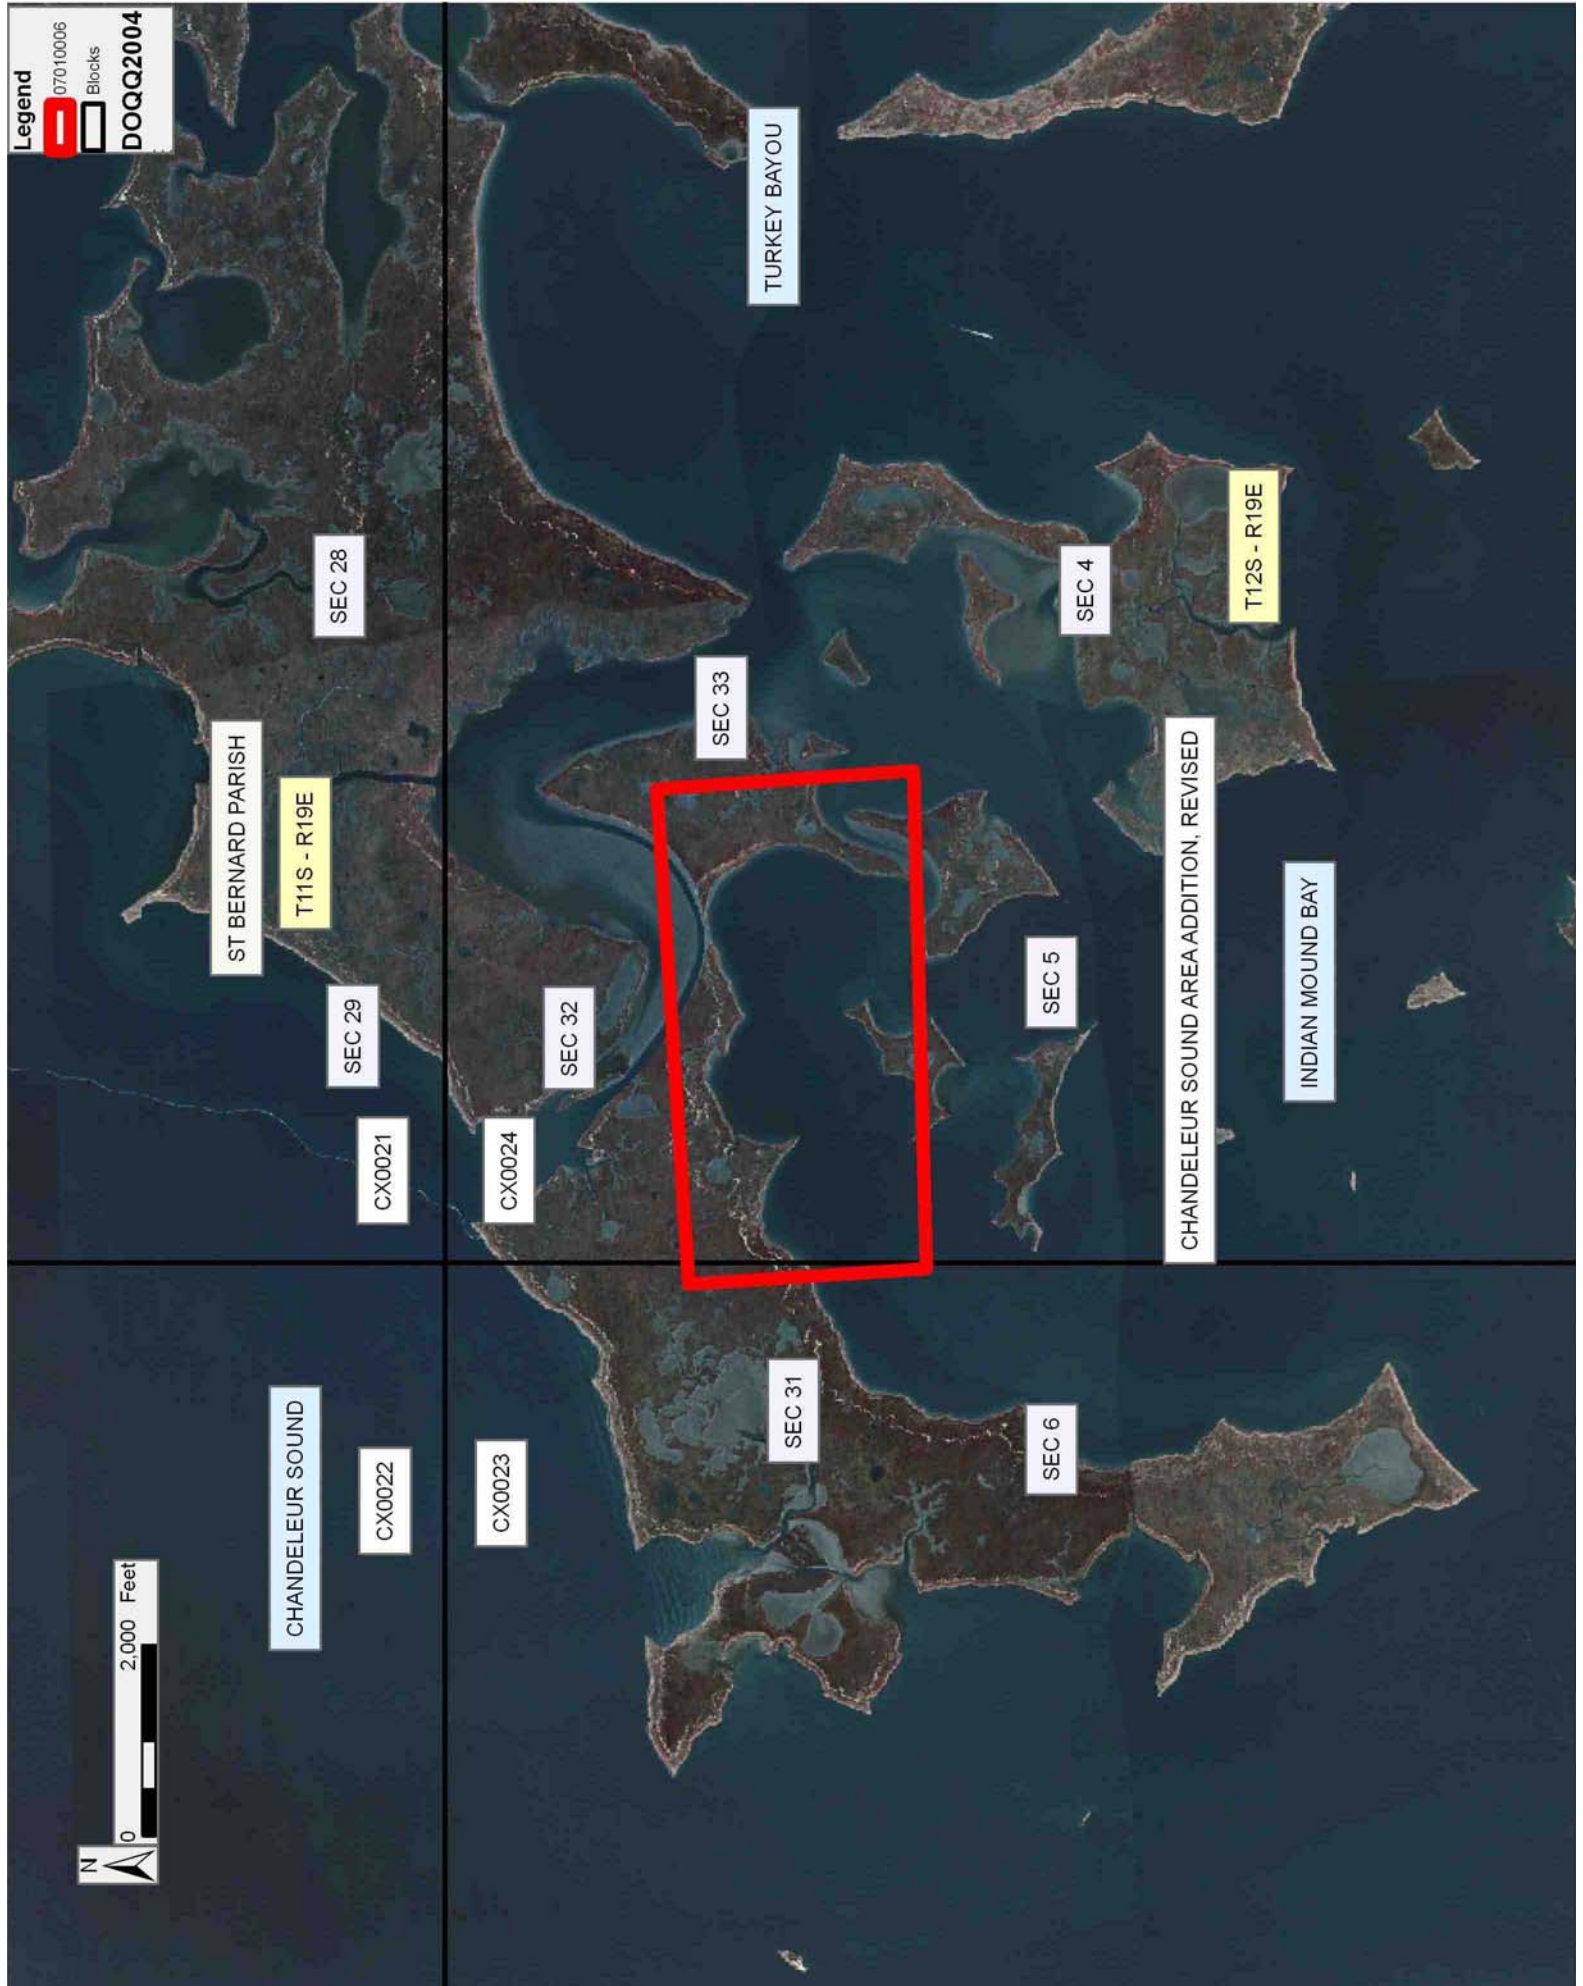 N
0
2,000 Feet
Legend
07010006
Blocks
DOQQ2004
CHANDELEUR SOUND
ST BERNARD PARISH
T11S - R19E
SEC 29
SEC 28
CX0022
CX0021
CX0023
CX0024
SEC 32
SEC 33
TURKEY BAYOU
SEC 31
SEC 6
SEC 5
SEC 4
CHANDELEUR SOUND AREA ADDITION, REVISED
T12S - R19E
INDIAN MOUND BAY